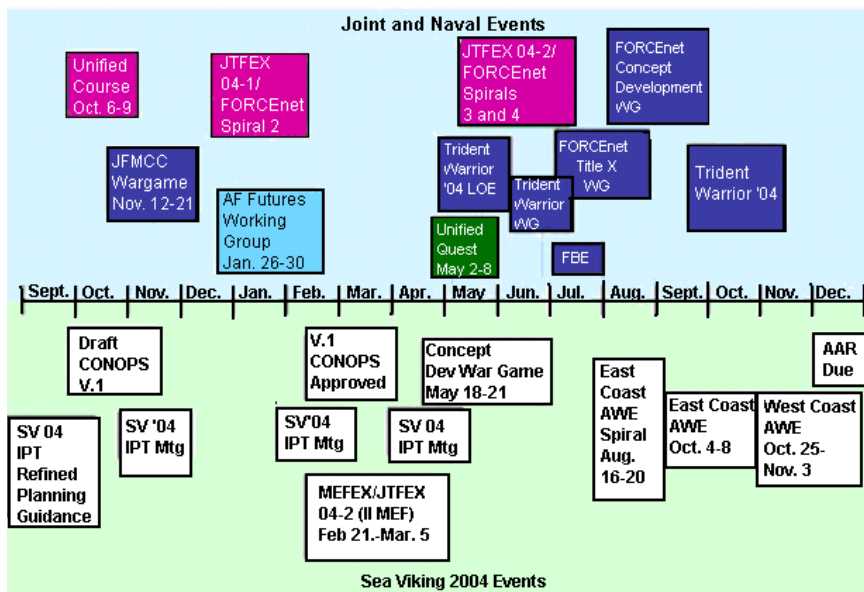 Joint and Naval Events
Unified
Course
Oct. 6-9
JTFEX
04-1/
FORCEnet
Spiral 2
JTFEX 04-2/
FORCEnet
Spirals
3 and 4
FORCEnet
Concept
Development
WG
JFMCC
Wargame
Nov. 12-21
AF Futures
Working
Group
Jan. 26-30
Trident
Warrior
'04 LOE
Trident
Warrior
WG
FORCEnet
Title X
WG
Trident
Warrior '04
Unified
Quest
May 2-8
FBE
Sept. Oct. Nov. Dec. Jan. Feb. Mar. Apr. May Jun. Jul. Aug. Sept. Oct. Nov. Dec.
Draft
CONOPS
V.1
V.1
CONOPS
Approved
Concept
Dev War Game
May 18-21
AAR
Due
SV 04
IPT
Refined
Planning
Guidance
SV '04
IPT Mtg
SV'04
IPT Mtg
SV 04
IPT Mtg
East
Coast
AWE
Spiral
Aug.
16-20
East Coast
AWE
Oct. 4-8
West Coast
AWE
Oct. 25-
Nov. 3
MEFEX/JTFEX
04-2 (II MEF)
Feb 21.-Mar. 5
Sea Viking 2004 Events